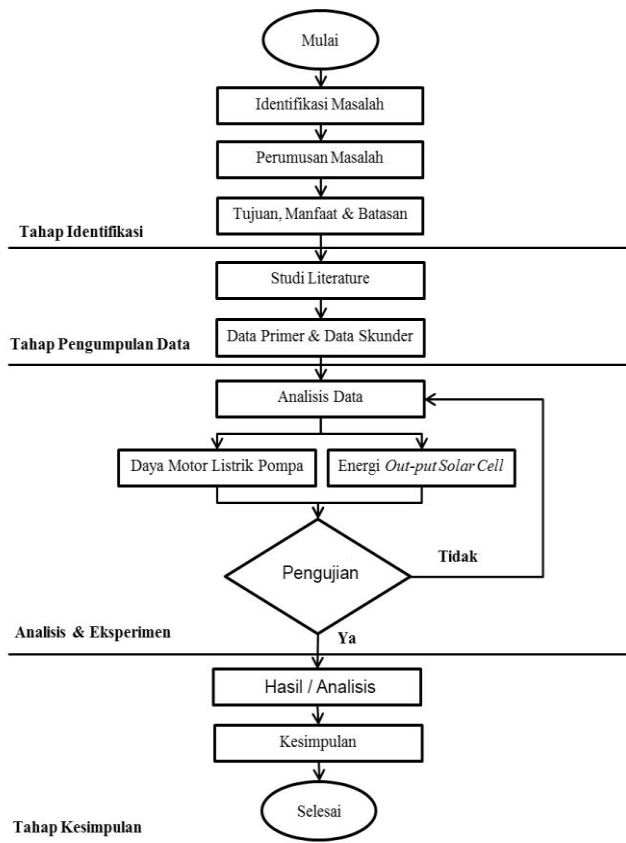 Mulai
Identifikasi Masalah
Perumusan Masalah
Tujuan, Manfaat & Batasan
Tahap Identifikasi
Studi Literature
Data Primer & Data Skunder
Tahap Pengumpulan Data
Analisis Data
Daya Motor Listrik Pompa
Energi Out-put Solar Cell
Pengujian
Tidak
Analisis & Eksperimen
Ya
Hasil / Analisis
Kesimpulan
Selesai
Tahap Kesimpulan